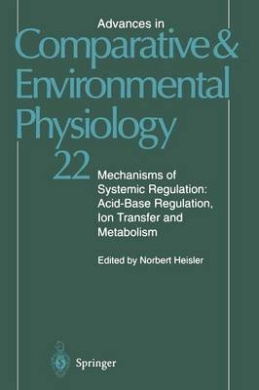 Advances in
Comparative &
Environmental
Physiology
22
Mechanisms of
Systemic Regulation:
Acid-Base Regulation,
Ion Transfer and
Metabolism
Edited by Norbert Heisler
Springer